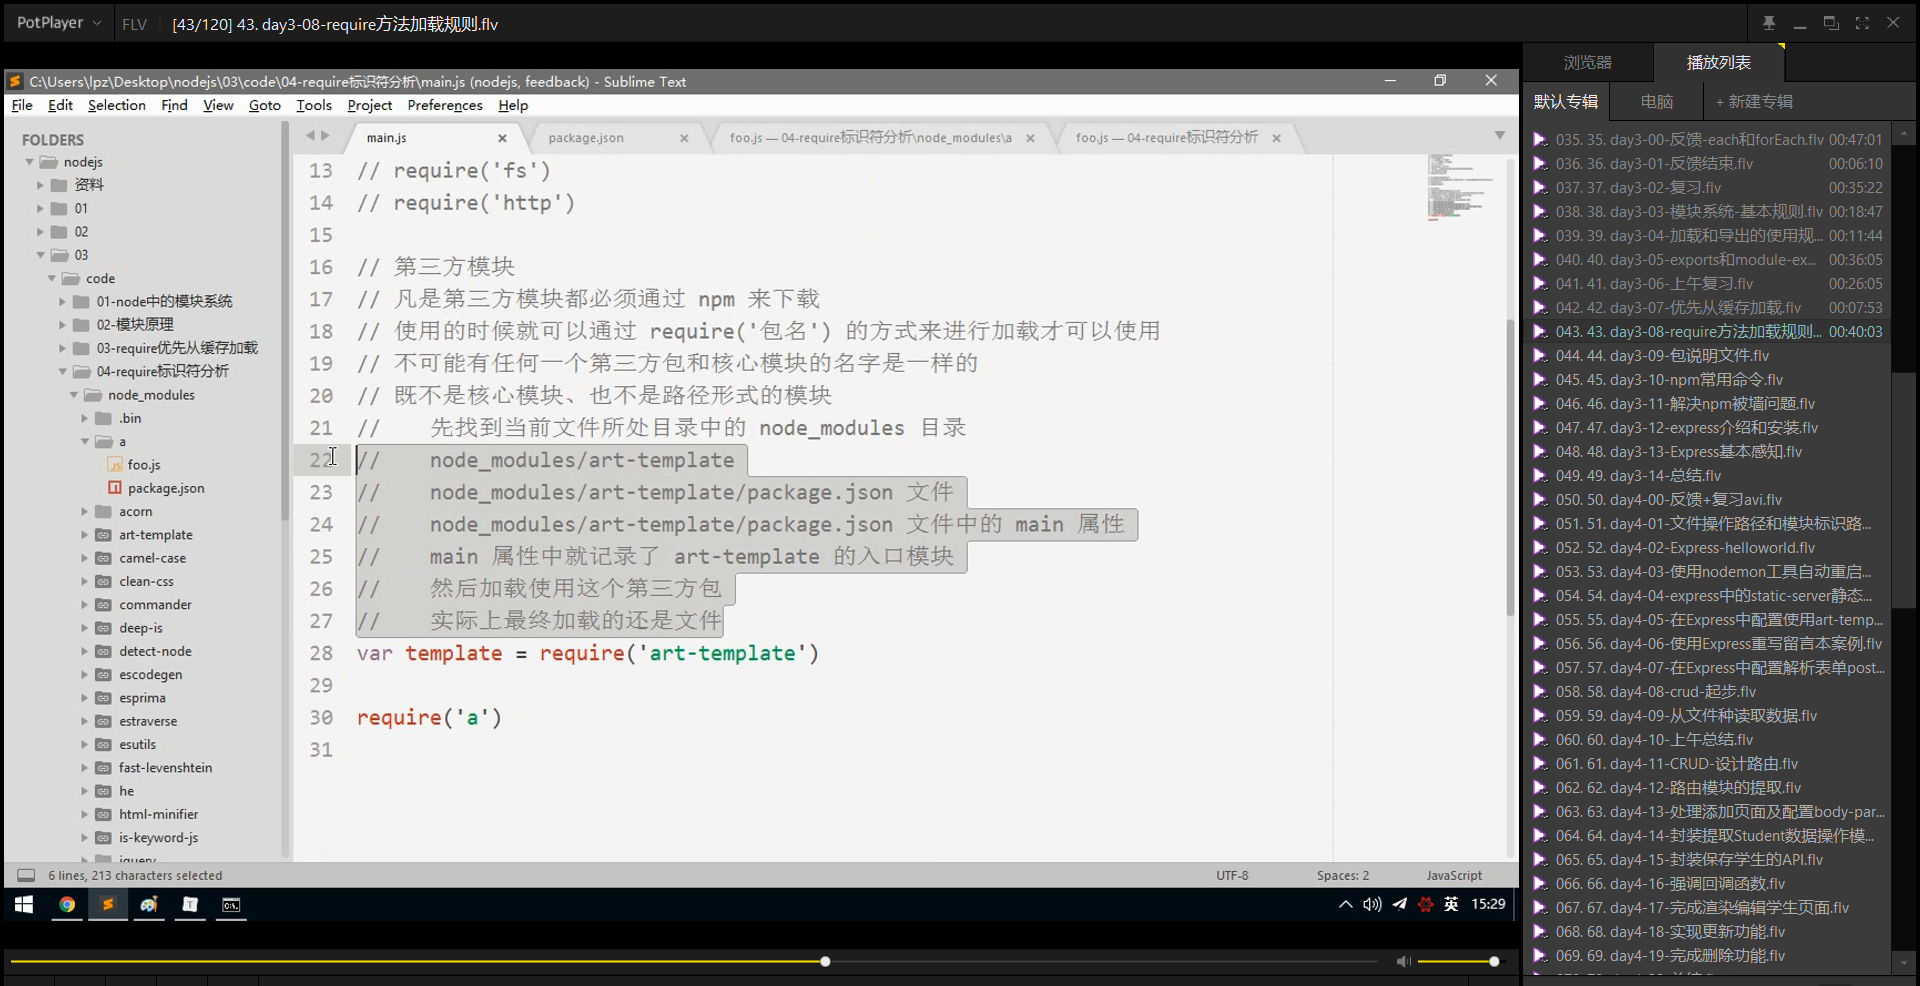 PotPlayer
FLV
[43/120] 43. day3-08-require方法加载规则.flv
C:\Users\lpz\Desktop\nodejs\03\code\04-require标识符分析\main.js (nodejs, feedback) - Sublime Text
File Edit Selection Find View Goto Tools Project Preferences Help
FOLDERS
nodejs
资料
01
02
03
code
01-node中的模块系统
02-模块原理
03-require优先从缓存加载
04-require标识符分析
node_modules
.bin
a
foo.js
package.json
acorn
art-template
camel-case
clean-css
commander
deep-is
detect-node
escodegen
esprima
estraverse
esutils
fast-levenshtein
he
html-minifier
is-keyword-js
jquery
main.js
package.json
foo.js — 04-require标识符分析\node_modules\a
foo.js — 04-require标识符分析
13 // require('fs')
14 // require('http')
15
16 // 第三方模块
17 // 凡是第三方模块都必须通过 npm 来下载
18 // 使用的时候就可以通过 require('包名') 的方式来进行加载才可以使用
19 // 不可能有任何一个第三方包和核心模块的名字是一样的
20 // 既不是核心模块、也不是路径形式的模块
21 //    先找到当前文件所处目录中的 node_modules 目录
22 //    node_modules/art-template
23 //    node_modules/art-template/package.json 文件
24 //    node_modules/art-template/package.json 文件中的 main 属性
25 //    main 属性中就记录了 art-template 的入口模块
26 //    然后加载使用这个第三方包
27 //    实际上最终加载的还是文件
28 var template = require('art-template')
29
30 require('a')
31
6 lines, 213 characters selected
UTF-8
Spaces: 2
JavaScript
英
15:29
浏览器
播放列表
默认专辑
电脑
+ 新建专辑
035. 35. day3-00-反馈-each和forEach.flv 00:47:01
036. 36. day3-01-反馈结束.flv 00:06:10
037. 37. day3-02-复习.flv 00:35:22
038. 38. day3-03-模块系统-基本规则.flv 00:18:47
039. 39. day3-04-加载和导出的使用规... 00:11:44
040. 40. day3-05-exports和module-ex... 00:36:05
041. 41. day3-06-上午复习.flv 00:26:05
042. 42. day3-07-优先从缓存加载.flv 00:07:53
043. 43. day3-08-require方法加载规则... 00:40:03
044. 44. day3-09-包说明文件.flv
045. 45. day3-10-npm常用命令.flv
046. 46. day3-11-解决npm被墙问题.flv
047. 47. day3-12-express介绍和安装.flv
048. 48. day3-13-Express基本感知.flv
049. 49. day3-14-总结.flv
050. 50. day4-00-反馈+复习avi.flv
051. 51. day4-01-文件操作路径和模块标识路...
052. 52. day4-02-Express-helloworld.flv
053. 53. day4-03-使用nodemon工具自动重启...
054. 54. day4-04-express中的static-server静态...
055. 55. day4-05-在Express中配置使用art-temp...
056. 56. day4-06-使用Express重写留言本案例.flv
057. 57. day4-07-在Express中配置解析表单post...
058. 58. day4-08-crud-起步.flv
059. 59. day4-09-从文件种读取数据.flv
060. 60. day4-10-上午总结.flv
061. 61. day4-11-CRUD-设计路由.flv
062. 62. day4-12-路由模块的提取.flv
063. 63. day4-13-处理添加页面及配置body-par...
064. 64. day4-14-封装提取Student数据操作模...
065. 65. day4-15-封装保存学生的API.flv
066. 66. day4-16-强调回调函数.flv
067. 67. day4-17-完成渲染编辑学生页面.flv
068. 68. day4-18-实现更新功能.flv
069. 69. day4-19-完成删除功能.flv